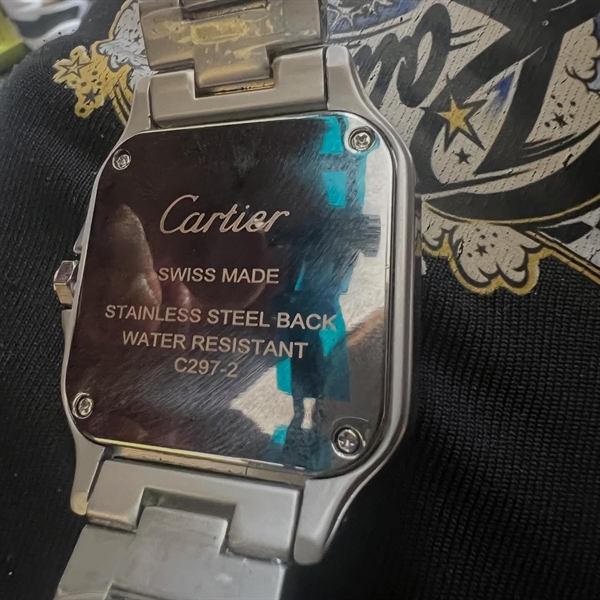 Cartier
SWISS MADE
STAINLESS STEEL BACK
WATER RESISTANT
C297-2